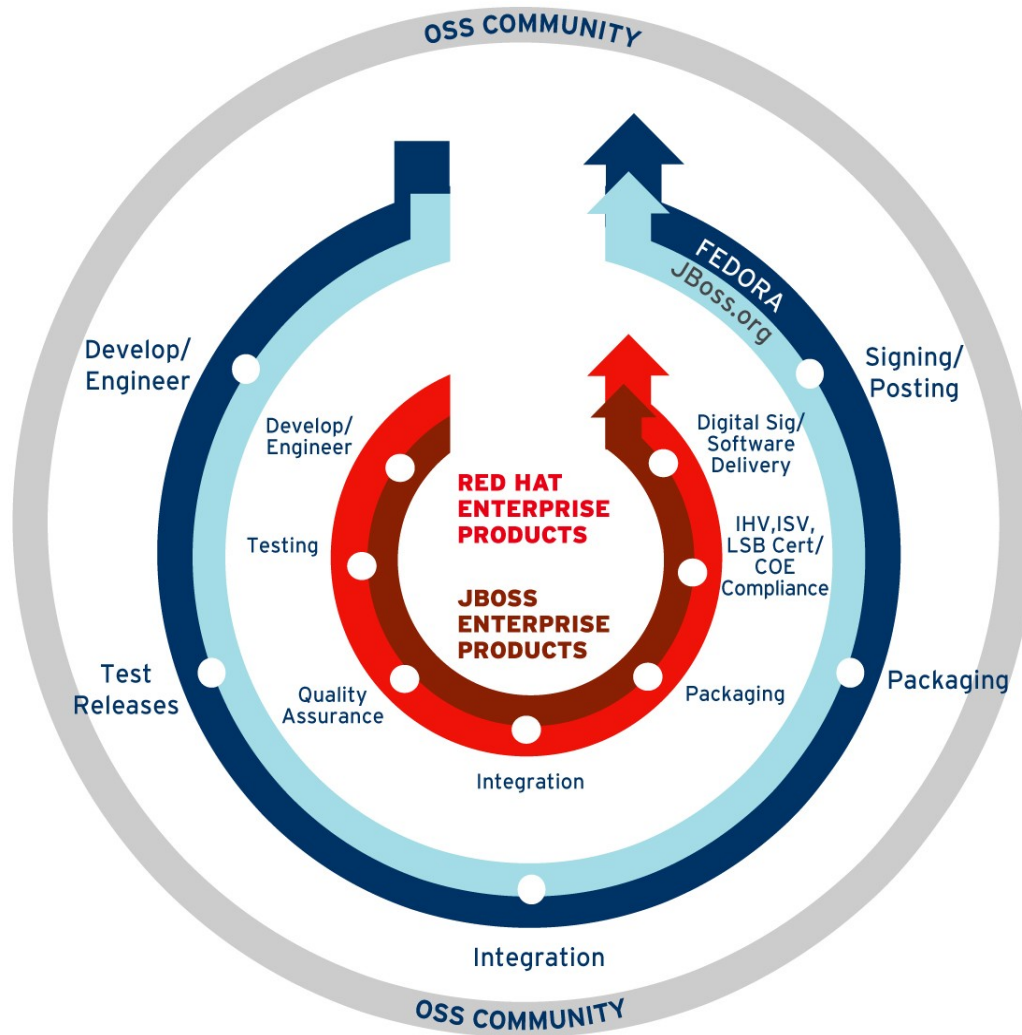 OSS COMMUNITY
FEDORA
JBoss.org
Develop/
Engineer
Signing/
Posting
Develop/
Engineer
Digital Sig/
Software
Delivery
RED HAT
ENTERPRISE
PRODUCTS
Testing
IHV,ISV,
LSB Cert/
COE
Compliance
JBOSS
ENTERPRISE
PRODUCTS
Test
Releases
Quality
Assurance
Packaging
Packaging
Integration
Integration
OSS COMMUNITY